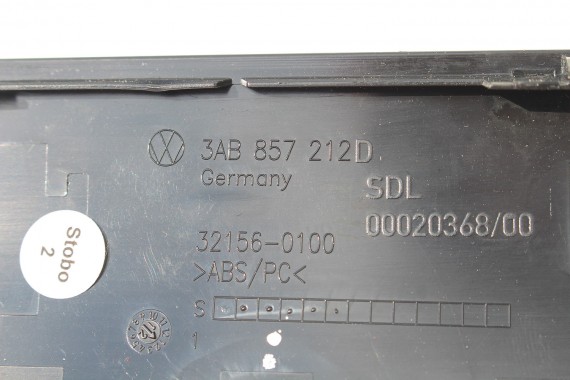 3AB 857 212D
Germany
SDL
00020368/00
32156-0100
>ABS/PC<
S
1
Stobo
2